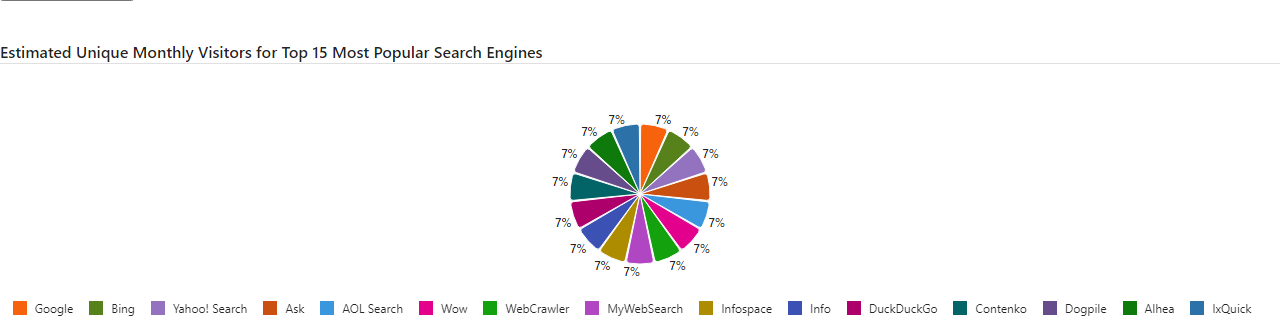 Estimated Unique Monthly Visitors for Top 15 Most Popular Search Engines
7% 7%
7% 7%
7% 7%
7% 7%
7% 7%
7% 7%
7% 7% 7%
Google Bing Yahoo! Search Ask AOL Search Wow WebCrawler MyWebSearch Infospace Info DuckDuckGo Contenko Dogpile Alhea IxQuick